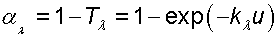 α_λ = 1 − T_λ = 1 − exp(−k_λ u)